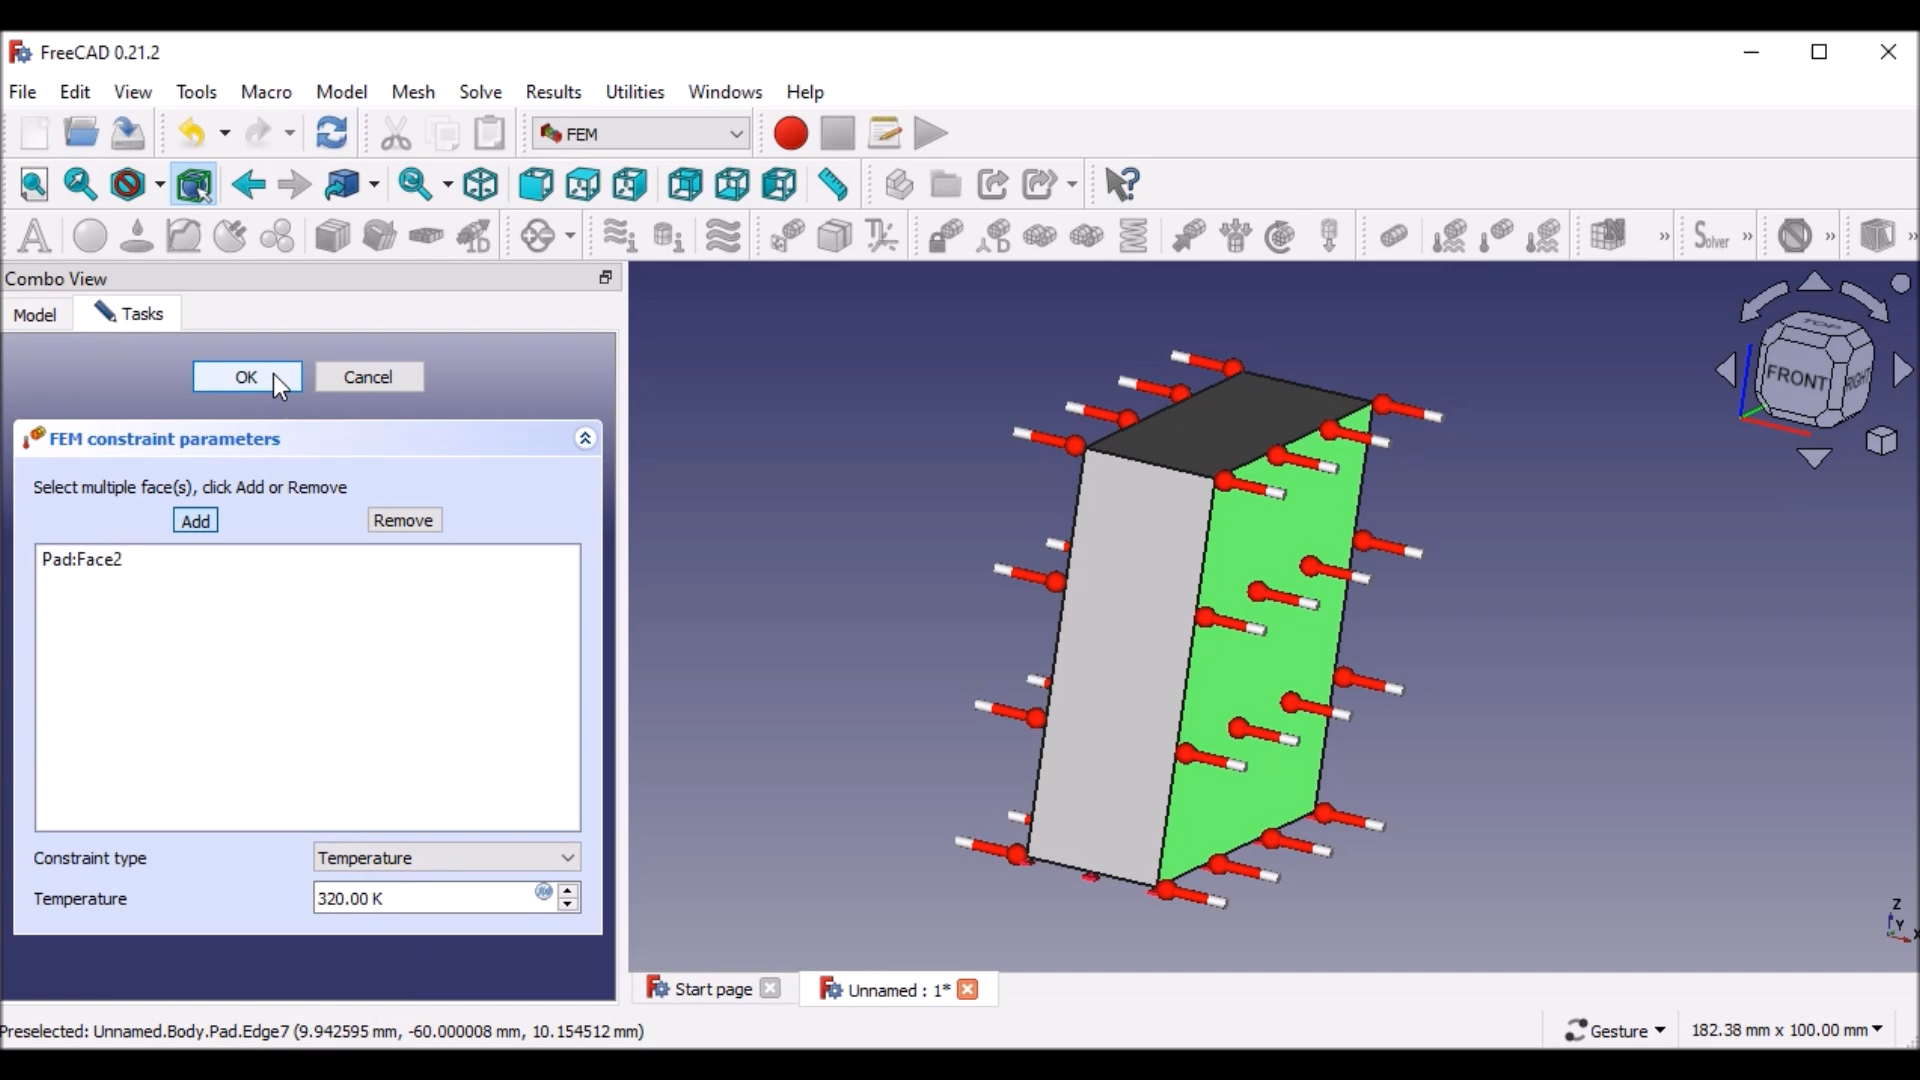 FreeCAD 0.21.2
File Edit View Tools Macro Model Mesh Solve Results Utilities Windows Help
FEM
A Solver » » » »
Combo View
Model Tasks
OK Cancel
FEM constraint parameters
Select multiple face(s), click Add or Remove
Add Remove
Pad:Face2
Constraint type Temperature
Temperature 320.00 K
TOP
FRONT
RIGHT
Z
Y
X
Start page Unnamed : 1*
Preselected: Unnamed.Body.Pad.Edge7 (9.942595 mm, -60.000008 mm, 10.154512 mm)
Gesture 182.38 mm x 100.00 mm